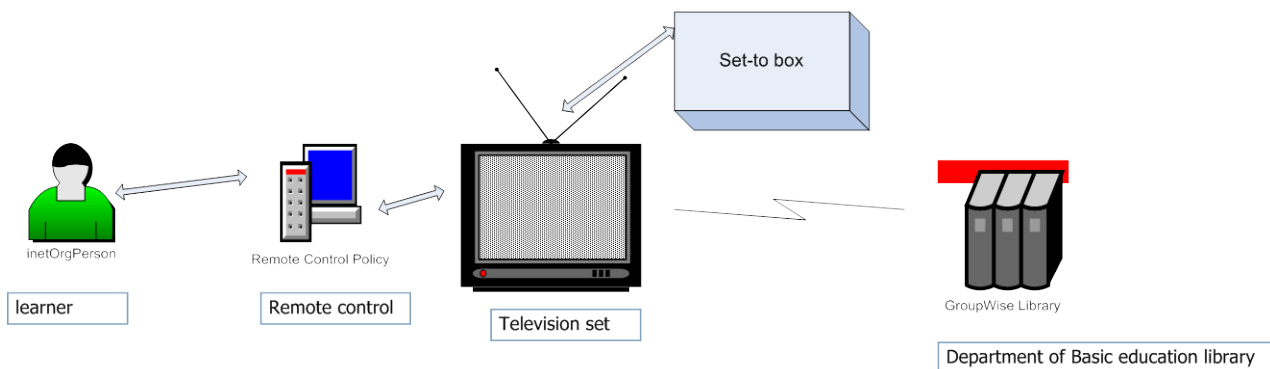 Set-to box
inetOrgPerson
Remote Control Policy
GroupWise Library
learner
Remote control
Television set
Department of Basic education library